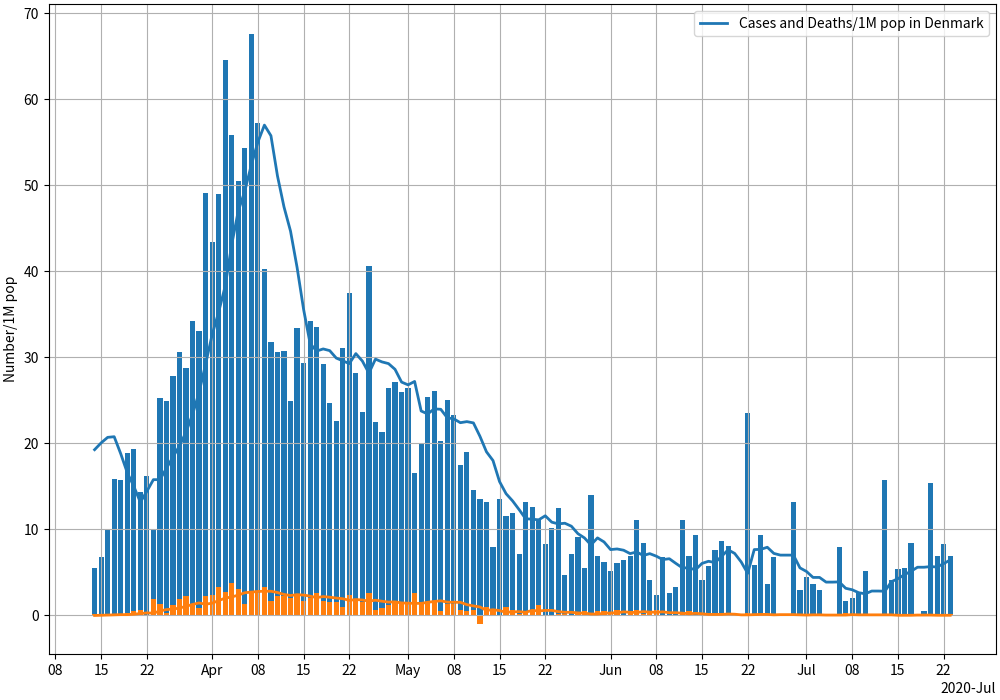 Cases and Deaths/1M pop in Denmark
70
60
50
40
30
20
10
0
Number/1M pop
08 15 22 Apr 08 15 22 May 08 15 22 Jun 08 15 22 Jul 08 15 22
2020-Jul